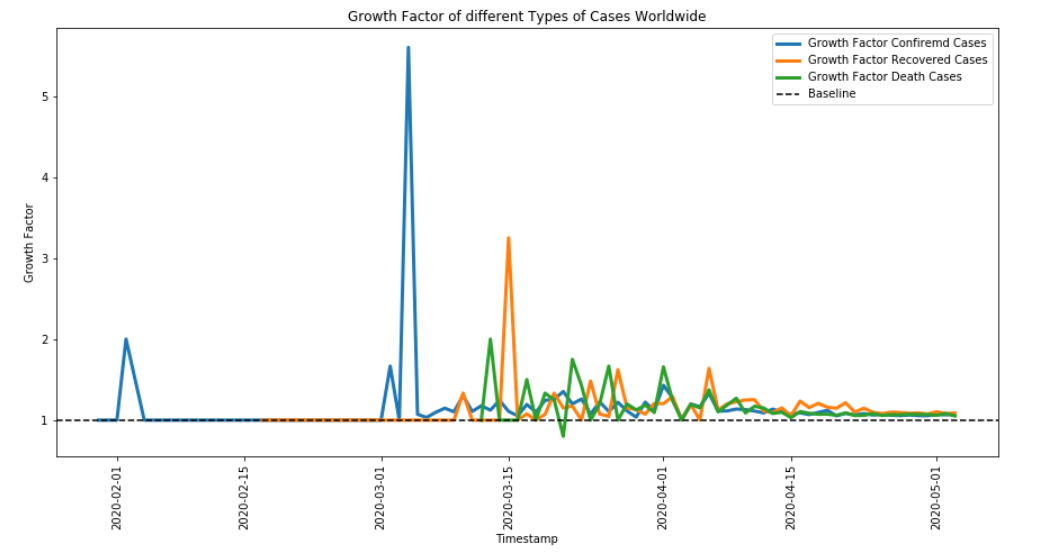 Growth Factor of different Types of Cases Worldwide
Growth Factor Confiremd Cases
Growth Factor Recovered Cases
Growth Factor Death Cases
Baseline
Growth Factor
5
4
3
2
1
2020-02-01
2020-02-15
2020-03-01
2020-03-15
2020-04-01
2020-04-15
2020-05-01
Timestamp